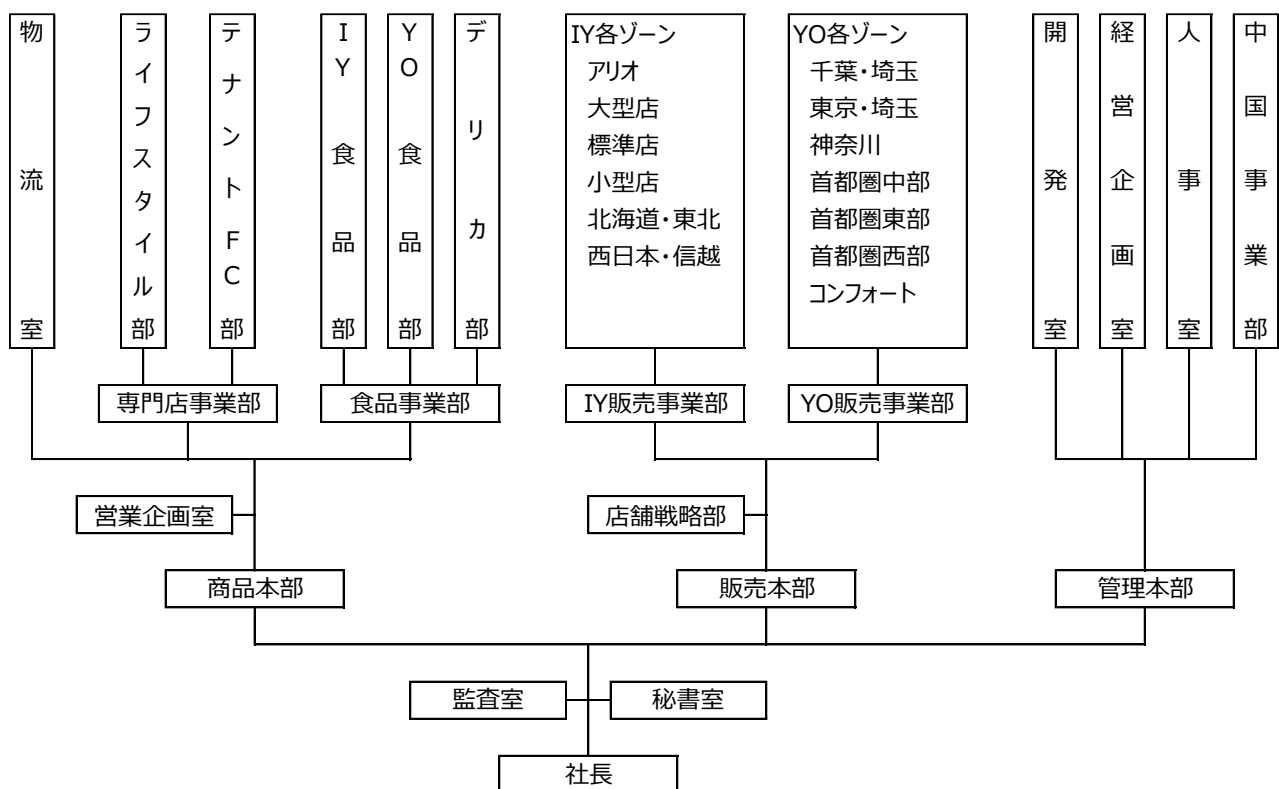 物流室
ライフスタイル部
テナントFC部
IY食品部
YO食品部
デリカ部
IY各ゾーン
アリオ
大型店
標準店
小型店
北海道・東北
西日本・信越
YO各ゾーン
千葉・埼玉
東京・埼玉
神奈川
首都圏中部
首都圏東部
首都圏西部
コンフォート
開発室
経営企画室
人事室
中国事業部
専門店事業部
食品事業部
IY販売事業部
YO販売事業部
営業企画室
店舗戦略部
商品本部
販売本部
管理本部
監査室
秘書室
社長